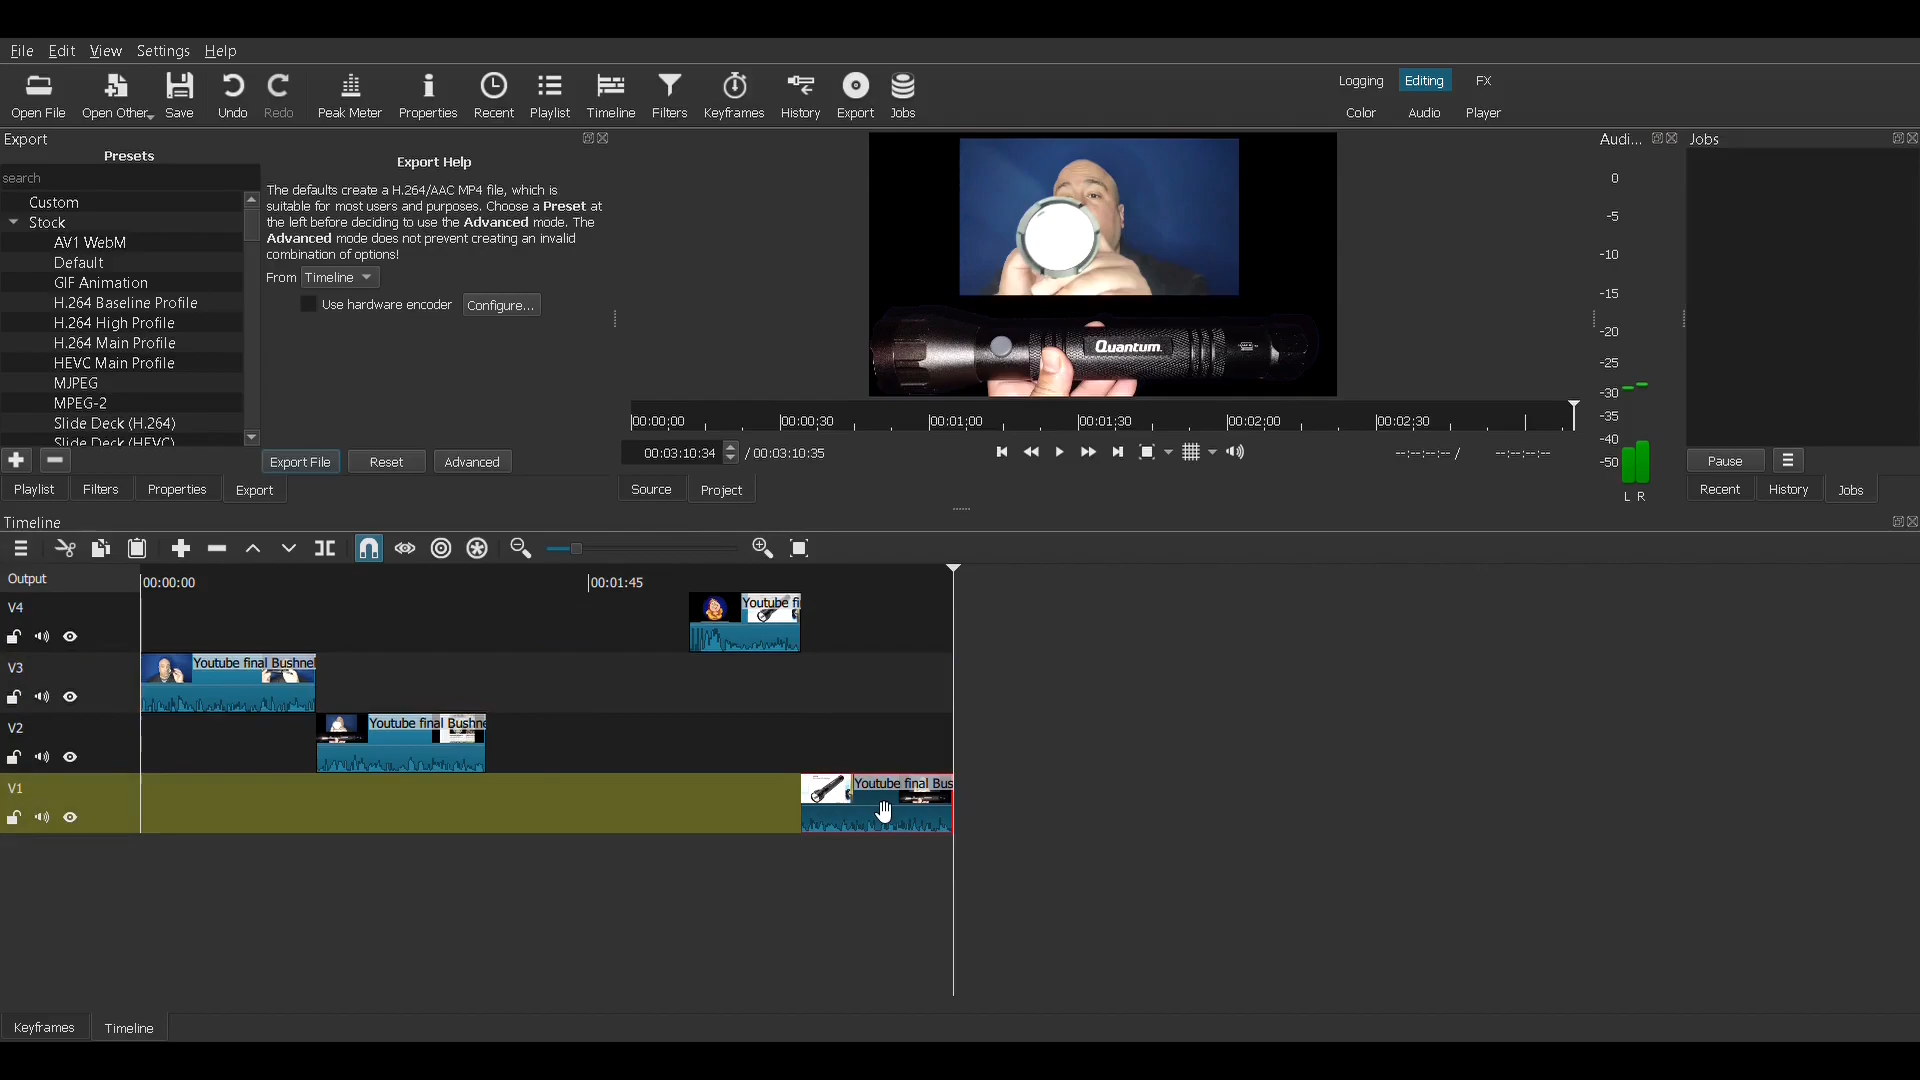 File Edit View Settings Help
Open File Open Other Save Undo Redo Peak Meter Properties Recent Playlist Timeline Filters Keyframes History Export Jobs
Logging Editing FX
Color Audio Player
Export
Presets
search
Custom
Stock
AV1 WebM
Default
GIF Animation
H.264 Baseline Profile
H.264 High Profile
H.264 Main Profile
HEVC Main Profile
MJPEG
MPEG-2
Slide Deck (H.264)
Slide Deck (HEVC)
Export Help
The defaults create a H.264/AAC MP4 file, which is
suitable for most users and purposes. Choose a Preset at
the left before deciding to use the Advanced mode. The
Advanced mode does not prevent creating an invalid
combination of options!
From Timeline
Use hardware encoder Configure...
Export File Reset Advanced
Playlist Filters Properties Export
Quantum
00:00:00 00:00:30 00:01:00 00:01:30 00:02:00 00:02:30
00:03:10:34 / 00:03:10:35
--:--:--:-- / --:--:--:--
Source Project
Audi...
0
-5
-10
-15
-20
-25
-30
-35
-40
-50
L R
Jobs
Pause
Recent History Jobs
Timeline
Output
00:00:00 00:01:45
V4
Youtube fi
V3
Youtube final Bushnel
V2
Youtube final Bushne
V1
Youtube final Bus
Keyframes Timeline